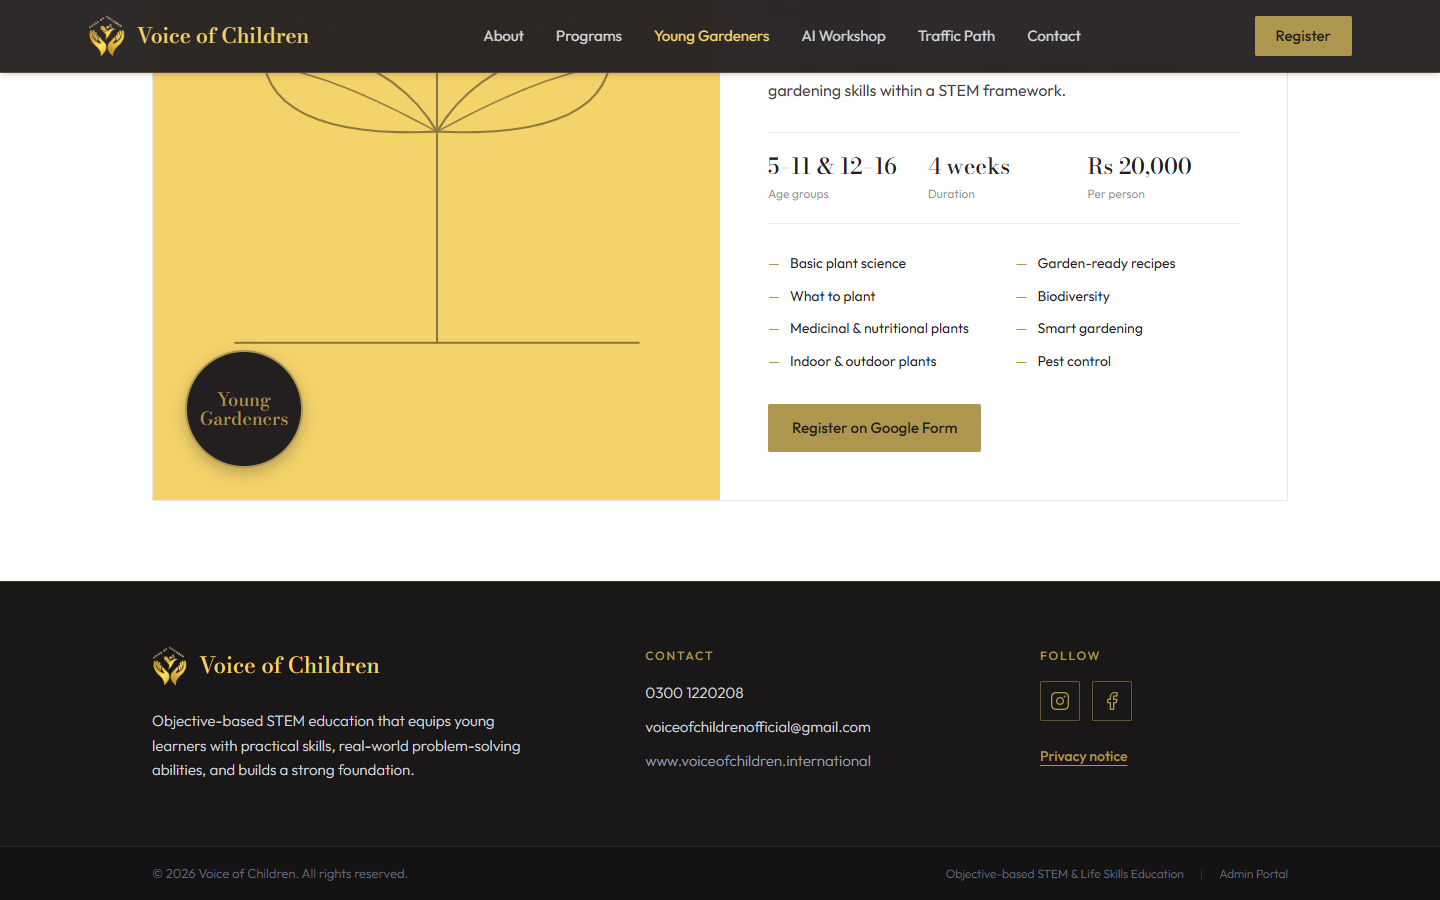 Voice of Children
About
Programs
Young Gardeners
AI Workshop
Traffic Path
Contact
Register
gardening skills within a STEM framework.
5–11 & 12–16
Age groups
4 weeks
Duration
Rs 20,000
Per person
— Basic plant science
— What to plant
— Medicinal & nutritional plants
— Indoor & outdoor plants
— Garden-ready recipes
— Biodiversity
— Smart gardening
— Pest control
Young
Gardeners
Register on Google Form
Voice of Children
Objective-based STEM education that equips young
learners with practical skills, real-world problem-solving
abilities, and builds a strong foundation.
CONTACT
0300 1220208
voiceofchildrenofficial@gmail.com
www.voiceofchildren.international
FOLLOW
Privacy notice
© 2026 Voice of Children. All rights reserved.
Objective-based STEM & Life Skills Education
Admin Portal